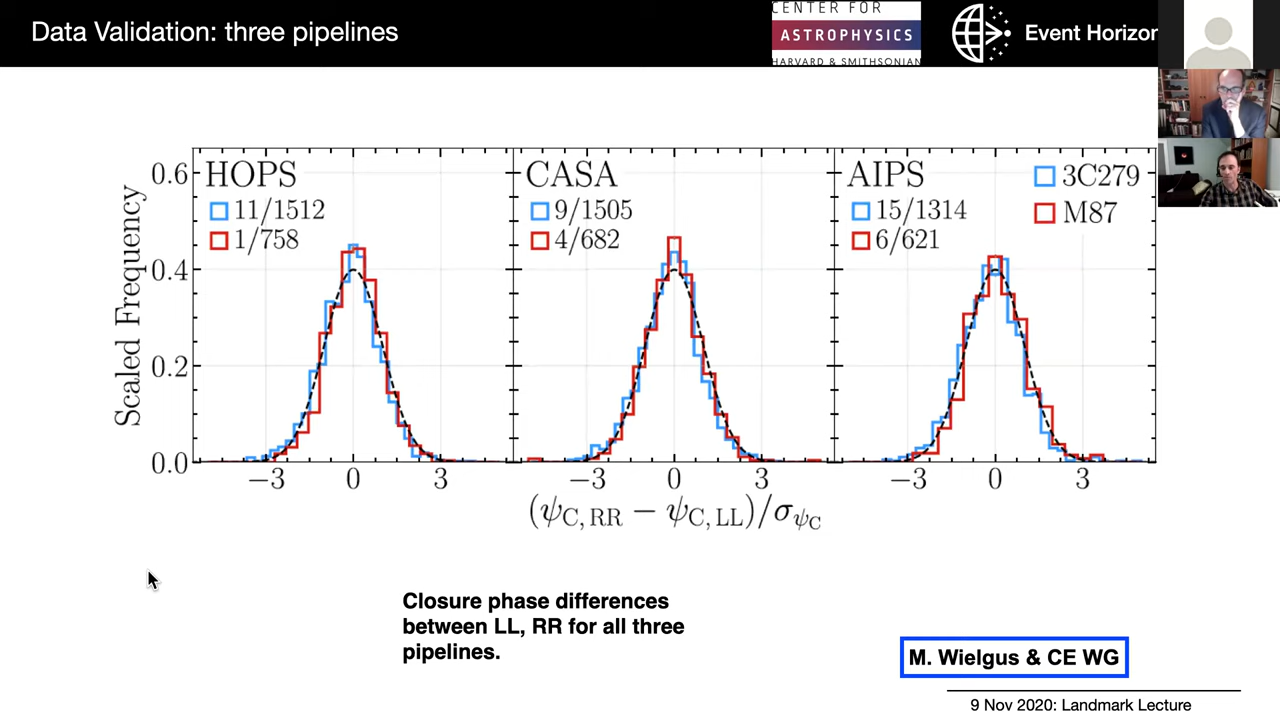 Data Validation: three pipelines
CENTER FOR
ASTROPHYSICS
HARVARD & SMITHSONIAN
Event Horizon
HOPS
11/1512
1/758
CASA
9/1505
4/682
AIPS
15/1314
6/621
3C279
M87
Scaled Frequency
0.6
0.4
0.2
0.0
−3 0 3
−3 0 3
−3 0 3
(ψC,RR − ψC,LL)/σψC
Closure phase differences
between LL, RR for all three
pipelines.
M. Wielgus & CE WG
9 Nov 2020: Landmark Lecture